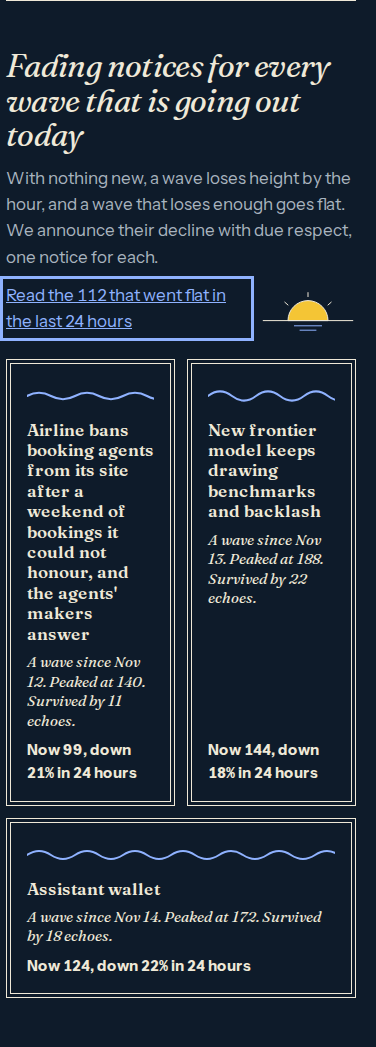 Fading notices for every
wave that is going out
today
With nothing new, a wave loses height by the
hour, and a wave that loses enough goes flat.
We announce their decline with due respect,
one notice for each.
Read the 112 that went flat in
the last 24 hours
Airline bans
booking agents
from its site
after a
weekend of
bookings it
could not
honour, and
the agents'
makers
answer
A wave since Nov
12. Peaked at 140.
Survived by 11
echoes.
Now 99, down
21% in 24 hours
New frontier
model keeps
drawing
benchmarks
and backlash
A wave since Nov
13. Peaked at 188.
Survived by 22
echoes.
Now 144, down
18% in 24 hours
Assistant wallet
A wave since Nov 14. Peaked at 172. Survived
by 18 echoes.
Now 124, down 22% in 24 hours